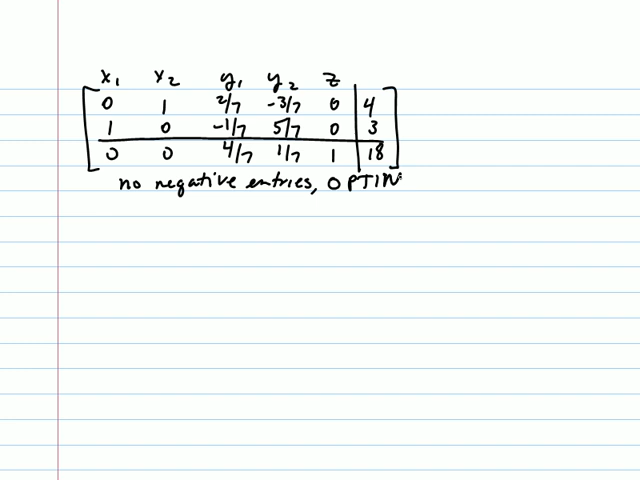 x₁ x₂ y₁ y₂ z
0 1 2/7 -3/7 0 4
1 0 -1/7 5/7 0 3
0 0 4/7 1/7 1 18
no negative entries, OPTIM